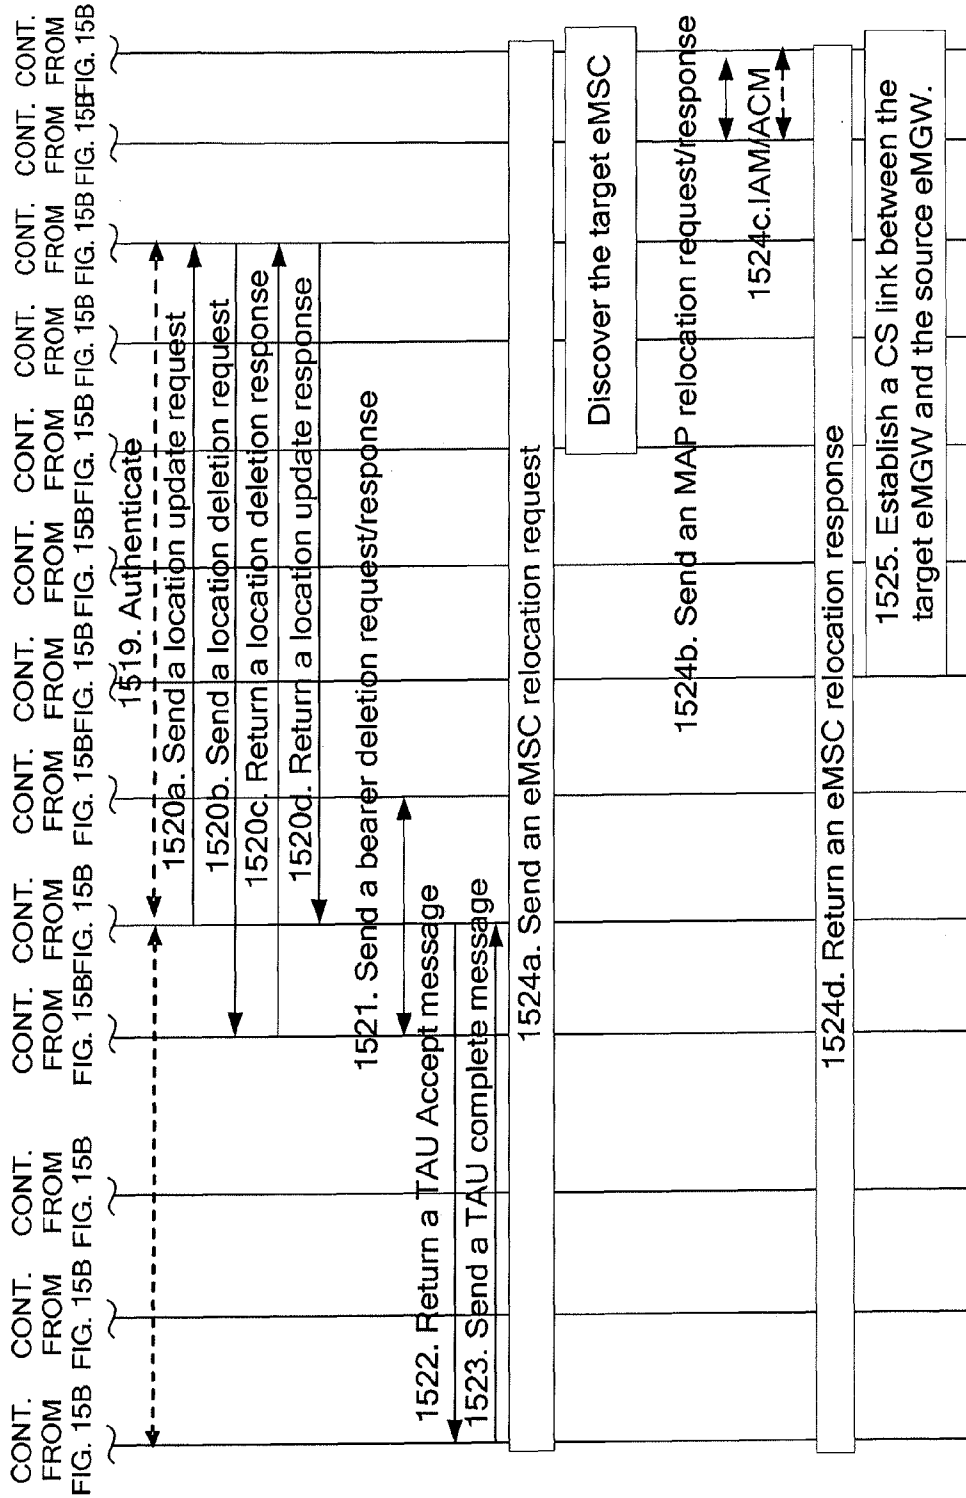 CONT. CONT. CONT. CONT. CONT. CONT. CONT. CONT. CONT. CONT. CONT. CONT. CONT.
FROM FROM FROM FROM FROM FROM FROM FROM FROM FROM FROM FROM FROM
FIG. 15B FIG. 15B FIG. 15B FIG. 15B FIG. 15B FIG. 15B FIG. 15B FIG. 15B FIG. 15B FIG. 15B FIG. 15B FIG. 15B FIG. 15B
1519. Authenticate
1520a. Send a location update request
1520b. Send a location deletion request
1520c. Return a location deletion response
1520d. Return a location update response
1521. Send a bearer deletion request/response
1522. Return a TAU Accept message
1523. Send a TAU complete message
1524a. Send an eMSC relocation request
Discover the target eMSC
1524b. Send an MAP relocation request/response
1524c.IAM/ACM
1524d. Return an eMSC relocation response
1525. Establish a CS link between the
target eMGW and the source eMGW.